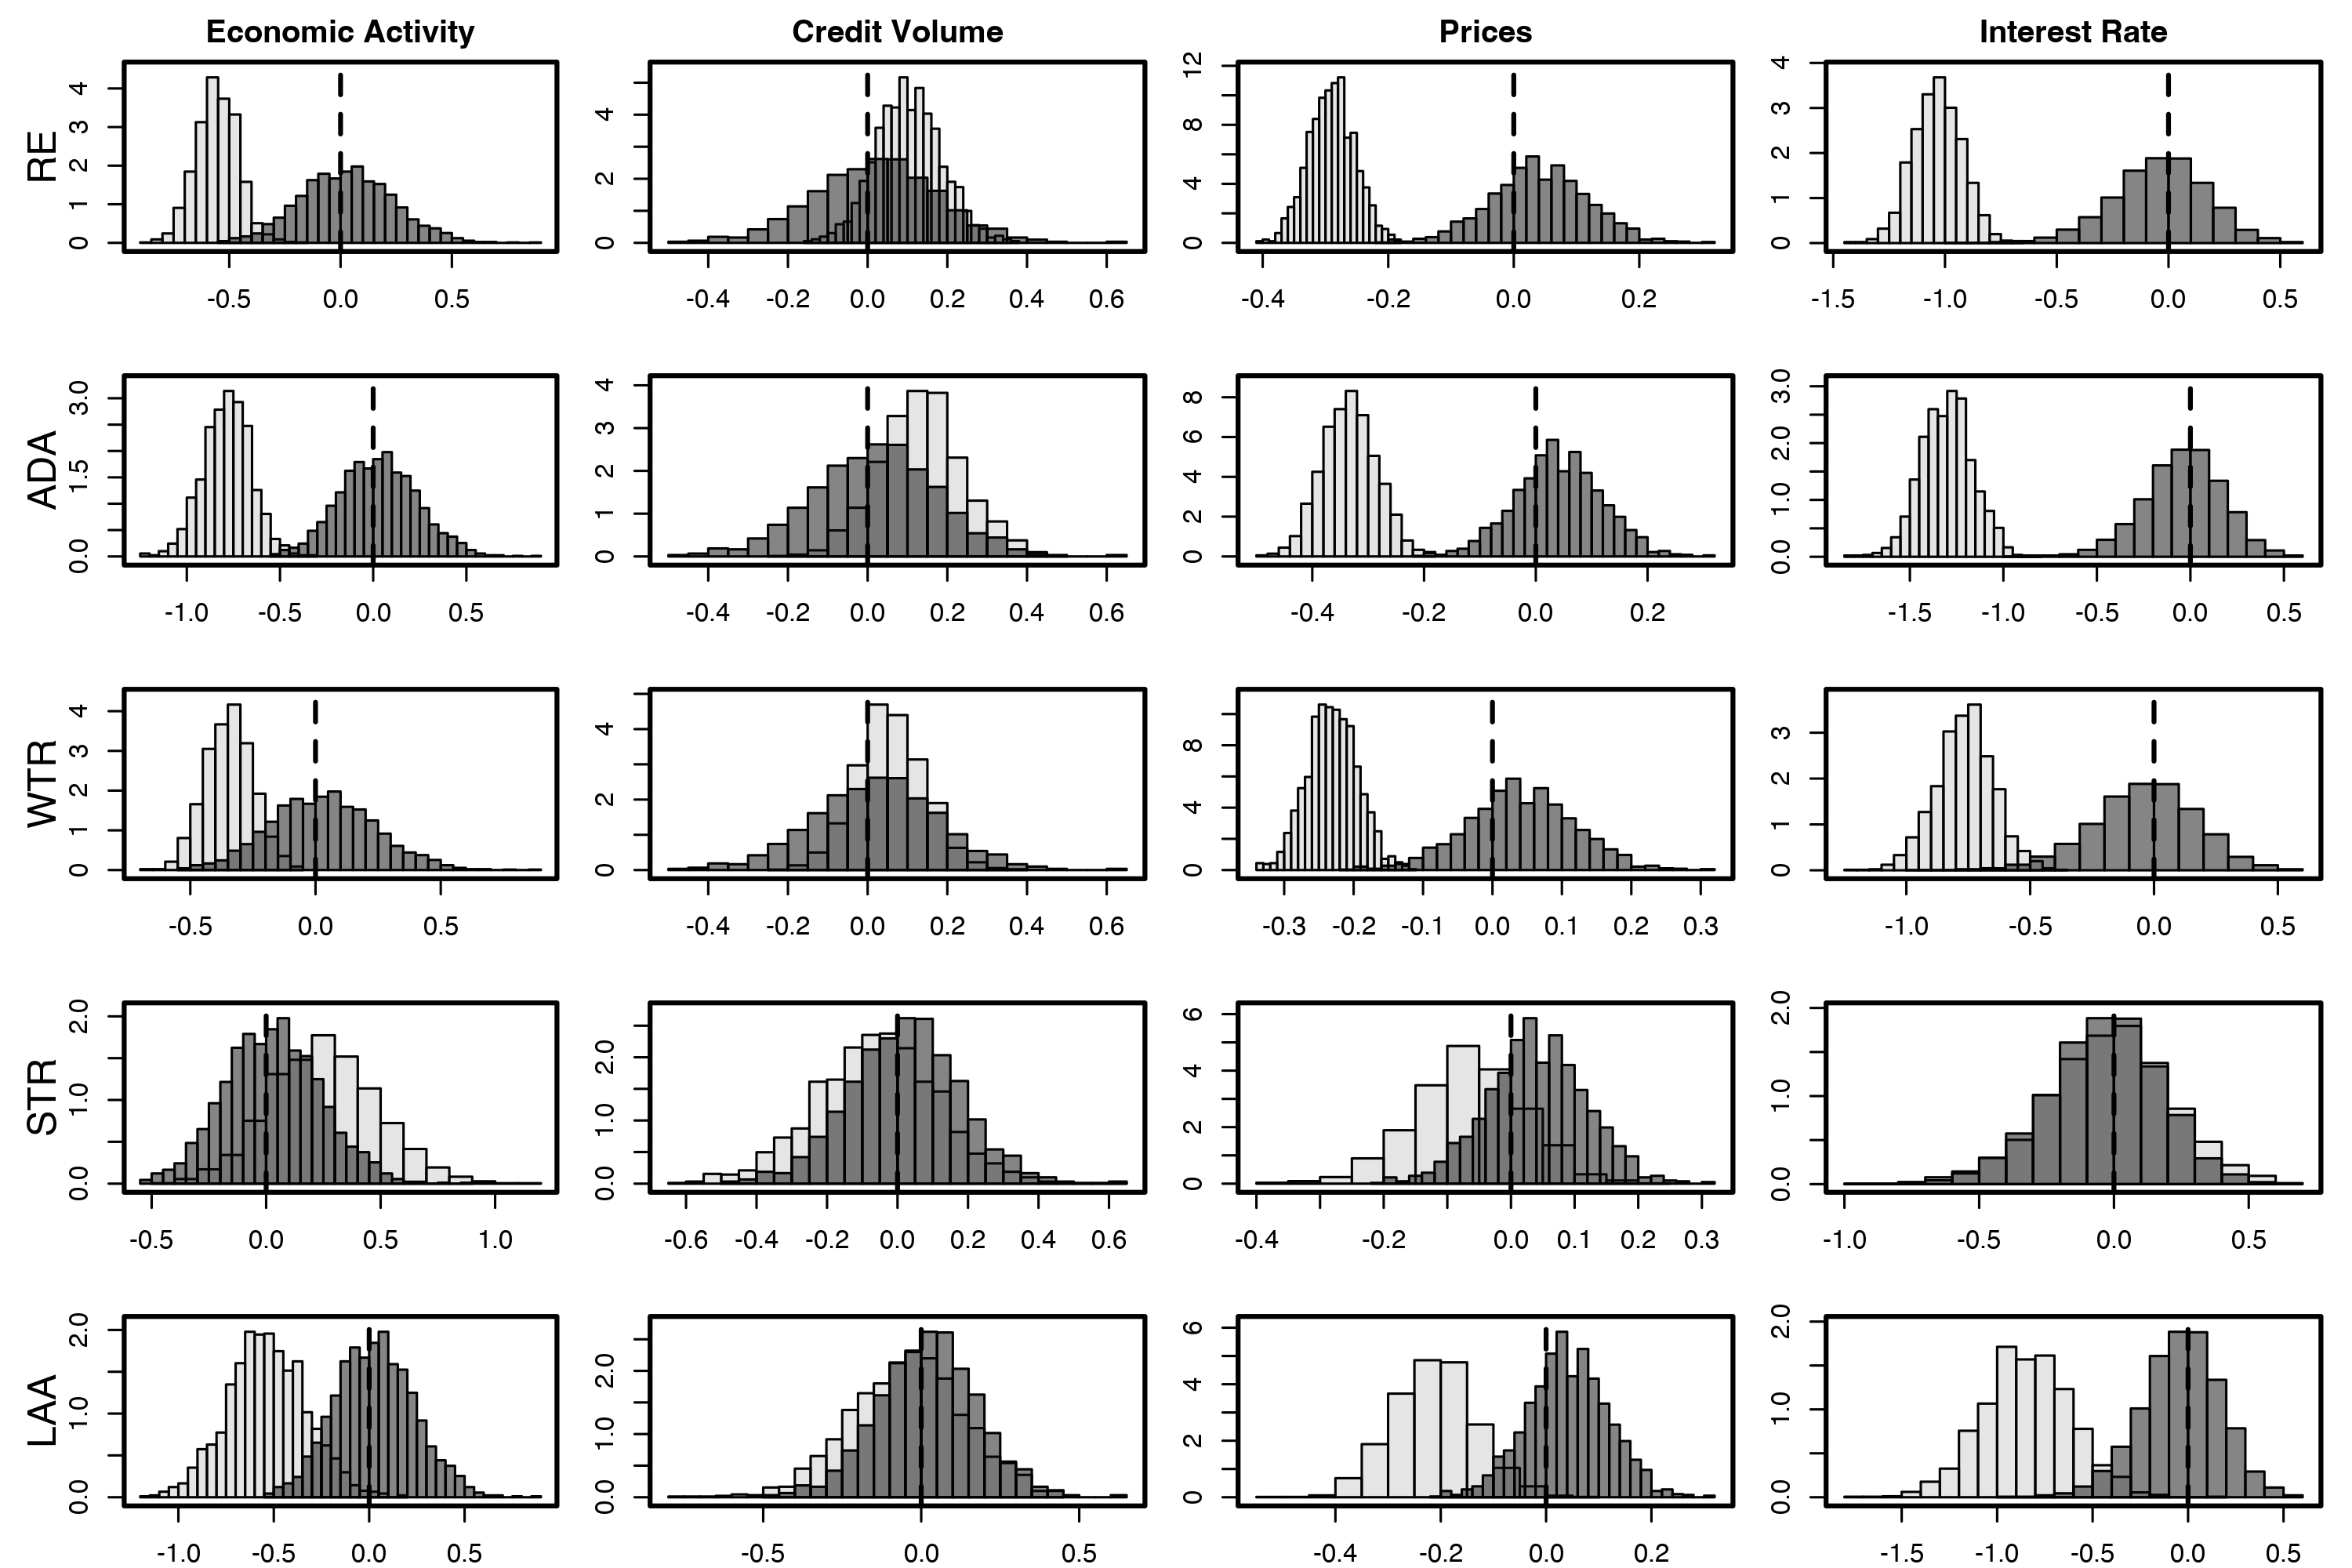 Economic Activity Credit Volume Prices Interest Rate
RE
0 1 2 3 4
0 2 4
0 4 8 12
0 1 2 3 4
-0.5 0.0 0.5
-0.4 -0.2 0.0 0.2 0.4 0.6
-0.4 -0.2 0.0 0.2
-1.5 -1.0 -0.5 0.0 0.5
ADA
0.0 1.5 3.0
0 1 2 3 4
0 2 4 6 8
0.0 1.0 2.0 3.0
-1.0 -0.5 0.0 0.5
-0.4 -0.2 0.0 0.2 0.4 0.6
-0.4 -0.2 0.0 0.2
-1.5 -1.0 -0.5 0.0 0.5
WTR
0 1 2 3 4
0 2 4
0 4 8
0 1 2 3
-0.5 0.0 0.5
-0.4 -0.2 0.0 0.2 0.4 0.6
-0.3 -0.2 -0.1 0.0 0.1 0.2 0.3
-1.0 -0.5 0.0 0.5
STR
0.0 1.0 2.0
0.0 1.0 2.0
0 2 4 6
0.0 1.0 2.0
-0.5 0.0 0.5 1.0
-0.6 -0.4 -0.2 0.0 0.2 0.4 0.6
-0.4 -0.2 0.0 0.1 0.2 0.3
-1.0 -0.5 0.0 0.5
LAA
0.0 1.0 2.0
0.0 1.0 2.0
0 2 4 6
0.0 1.0 2.0
-1.0 -0.5 0.0 0.5
-0.5 0.0 0.5
-0.4 -0.2 0.0 0.2
-1.5 -1.0 -0.5 0.0 0.5